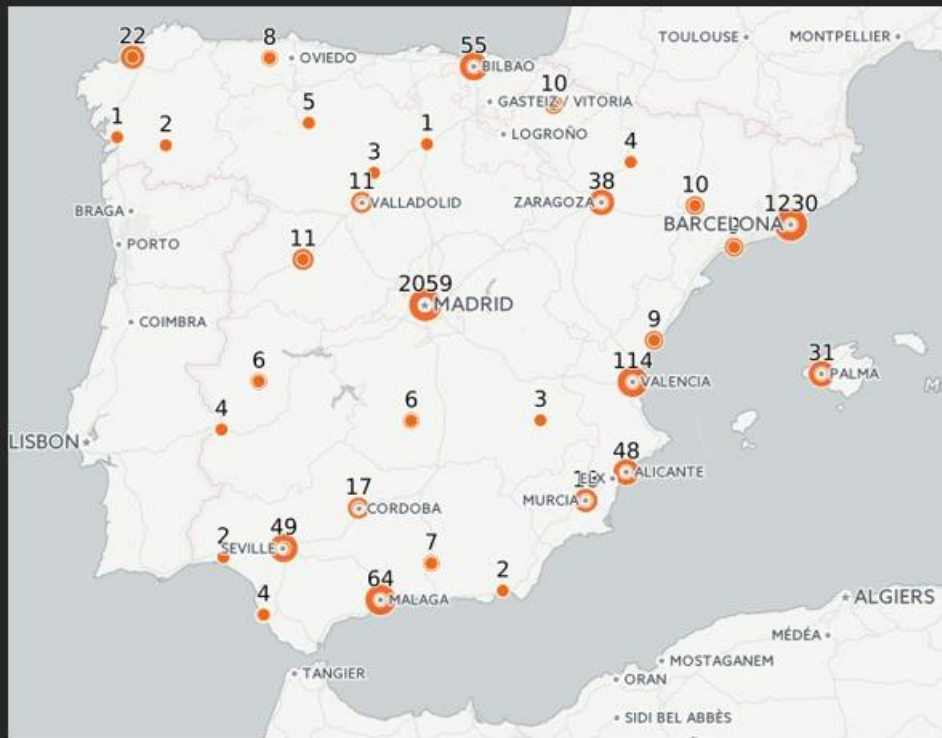 TOULOUSE
MONTPELLIER
22
8
OVIEDO
55
BILBAO
10
GASTEIZ / VITORIA
LOGROÑO
5
1
2
1
3
4
11
VALLADOLID
38
ZARAGOZA
10
1230
BARCELONA
BRAGA
PORTO
11
2059
MADRID
COIMBRA
9
114
VALENCIA
31
PALMA
6
4
6
3
LISBON
48
ALICANTE
MURCIA
17
CORDOBA
2
49
SEVILLE
7
2
4
64
MALAGA
ALGIERS
MÉDÉA
MOSTAGANEM
ORAN
TANGIER
SIDI BEL ABBÈS